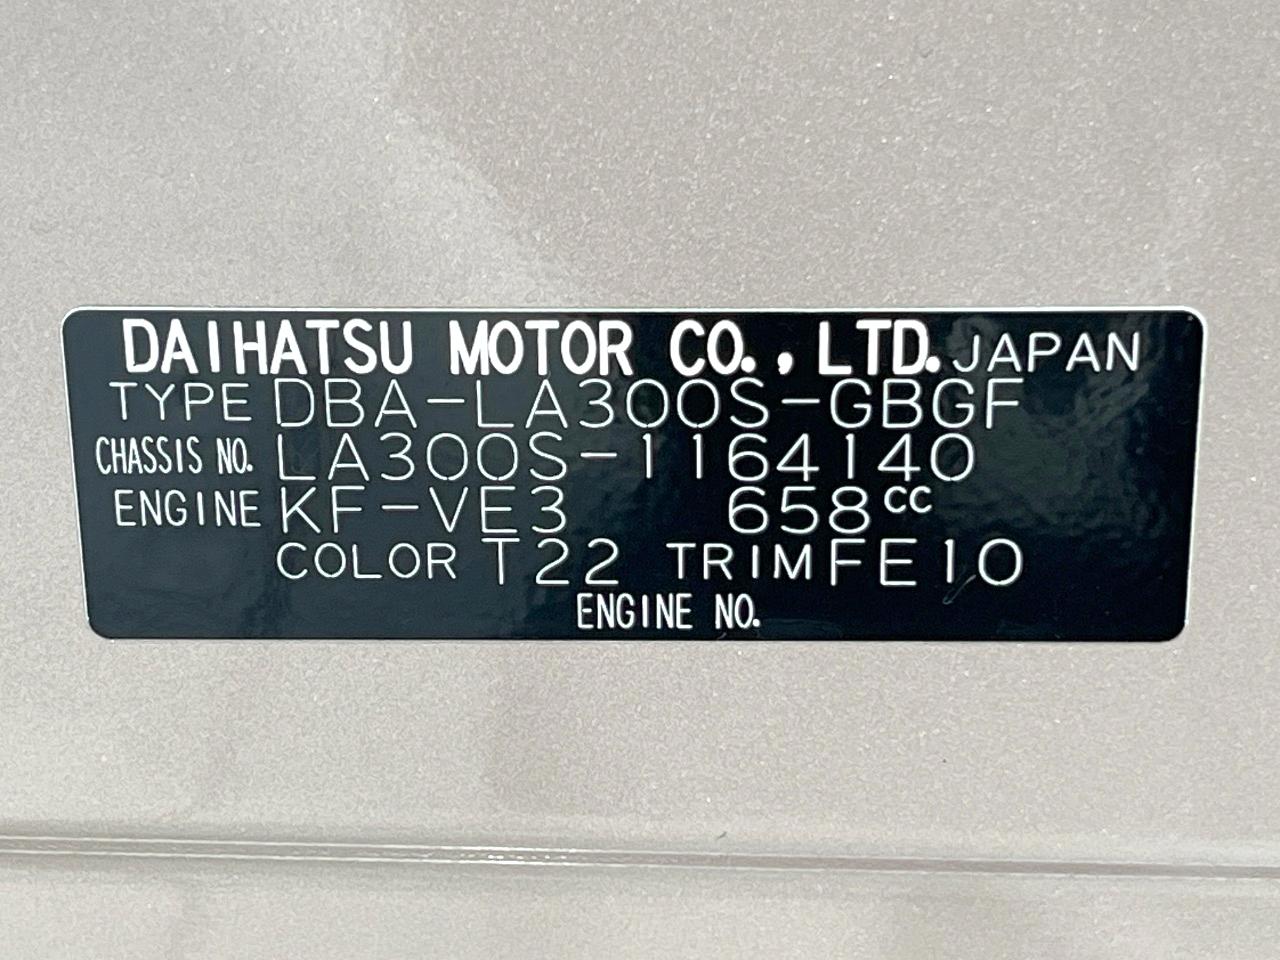 DAIHATSU MOTOR CO., LTD. JAPAN
TYPE DBA-LA300S-GBGF
CHASSIS NO. LA300S-1164140
ENGINE KF-VE3 658cc
COLOR T22 TRIM FE10
ENGINE NO.